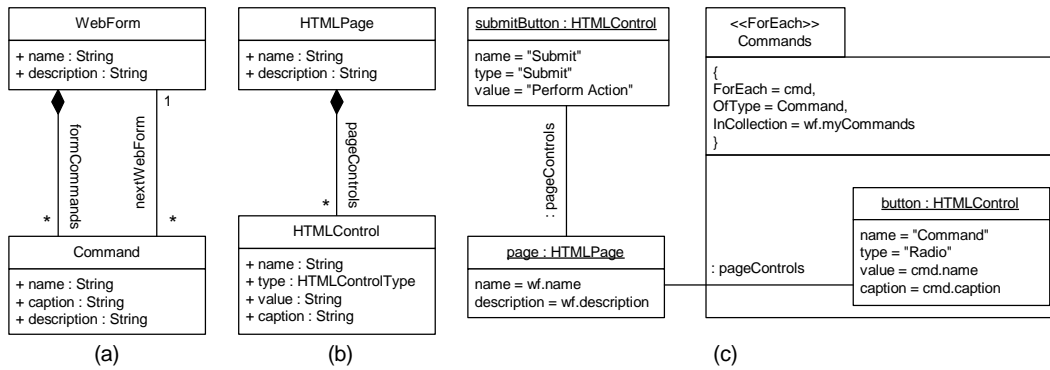 WebForm
+ name : String
+ description : String
1
formCommands
nextWebForm
*
*
Command
+ name : String
+ caption : String
+ description : String
(a)
HTMLPage
+ name : String
+ description : String
pageControls
*
HTMLControl
+ name : String
+ type : HTMLControlType
+ value : String
+ caption : String
(b)
submitButton : HTMLControl
name = "Submit"
type = "Submit"
value = "Perform Action"
: pageControls
page : HTMLPage
name = wf.name
description = wf.description
<<ForEach>>
Commands
{
ForEach = cmd,
OfType = Command,
InCollection = wf.myCommands
}
: pageControls
button : HTMLControl
name = "Command"
type = "Radio"
value = cmd.name
caption = cmd.caption
(c)